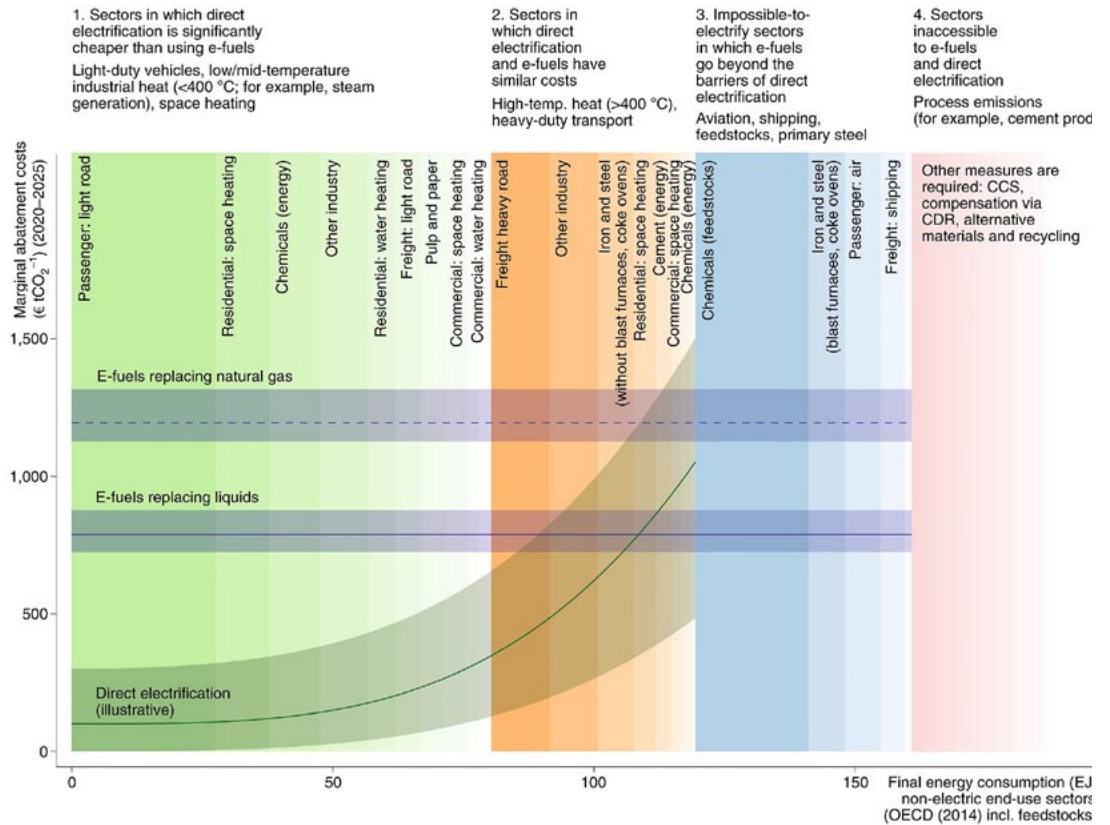 1. Sectors in which direct
electrification is significantly
cheaper than using e-fuels
Light-duty vehicles, low/mid-temperature
industrial heat (<400 °C; for example, steam
generation), space heating
2. Sectors in
which direct
electrification
and e-fuels have
similar costs
High-temp. heat (>400 °C),
heavy-duty transport
3. Impossible-to-
electrify sectors
in which e-fuels
go beyond the
barriers of direct
electrification
Aviation, shipping,
feedstocks, primary steel
4. Sectors
inaccessible
to e-fuels
and direct
electrification
Process emissions
(for example, cement prod
Marginal abatement costs
(€ tCO₂⁻¹) (2020–2025)
Passenger: light road
Residential: space heating
Chemicals (energy)
Other industry
Residential: water heating
Freight: light road
Pulp and paper
Commercial: space heating
Commercial: water heating
Freight heavy road
Other industry
Iron and steel
(without blast furnaces, coke ovens)
Residential: space heating
Cement (energy)
Commercial: space heating
Chemicals (energy)
Chemicals (feedstocks)
Iron and steel
(blast furnaces, coke ovens)
Passenger: air
Freight: shipping
Other measures are
required: CCS,
compensation via
CDR, alternative
materials and recycling
1,500
E-fuels replacing natural gas
1,000
E-fuels replacing liquids
500
Direct electrification
(illustrative)
0
0
50
100
150
Final energy consumption (EJ
non-electric end-use sectors
(OECD (2014) incl. feedstocks